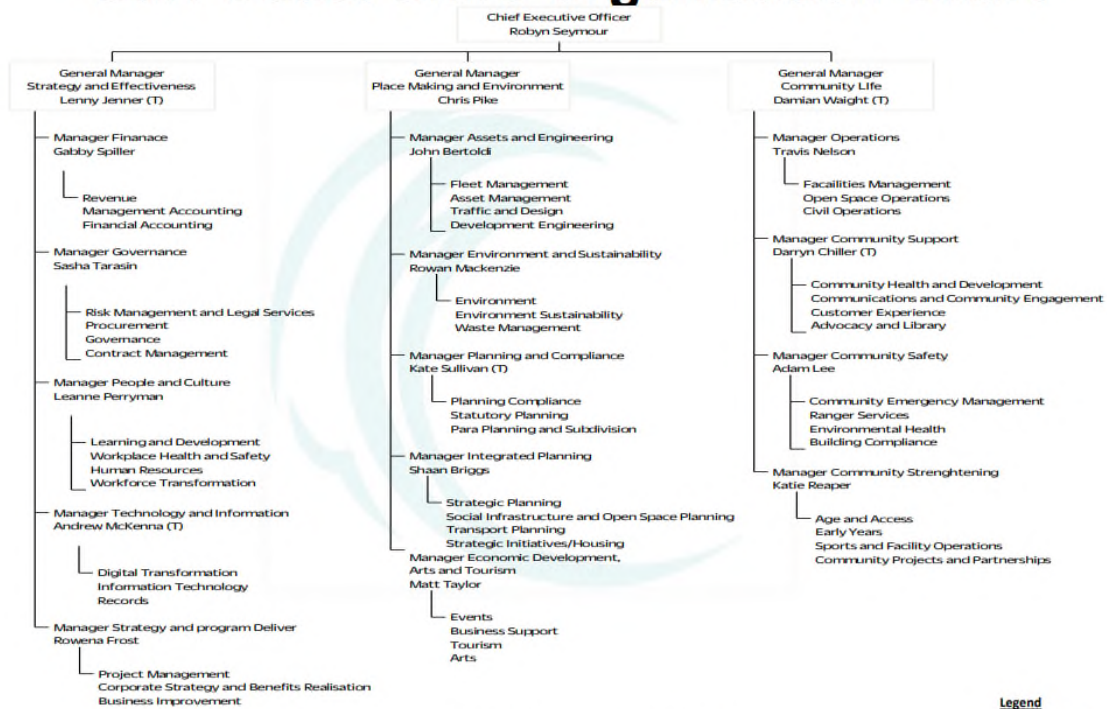 Chief Executive Officer
Robyn Seymour
General Manager
Strategy and Effectiveness
Lenny Jenner (T)
Manager Finanace
Gabby Spiller
Revenue
Management Accounting
Financial Accounting
Manager Governance
Sasha Tarasin
Risk Management and Legal Services
Procurement
Governance
Contract Management
Manager People and Culture
Leanne Perryman
Learning and Development
Workplace Health and Safety
Human Resources
Workforce Transformation
Manager Technology and Information
Andrew McKenna (T)
Digital Transformation
Information Technology
Records
Manager Strategy and program Deliver
Rowena Frost
Project Management
Corporate Strategy and Benefits Realisation
Business Improvement
General Manager
Place Making and Environment
Chris Pike
Manager Assets and Engineering
John Bertoldi
Fleet Management
Asset Management
Traffic and Design
Development Engineering
Manager Environment and Sustainability
Rowan Mackenzie
Environment
Environment Sustainability
Waste Management
Manager Planning and Compliance
Kate Sullivan (T)
Planning Compliance
Statutory Planning
Para Planning and Subdivision
Manager Integrated Planning
Shaan Briggs
Strategic Planning
Social Infrastructure and Open Space Planning
Transport Planning
Strategic Initiatives/Housing
Manager Economic Development,
Arts and Tourism
Matt Taylor
Events
Business Support
Tourism
Arts
General Manager
Community LIfe
Damian Waight (T)
Manager Operations
Travis Nelson
Facailities Management
Open Space Operations
Civil Operations
Manager Community Support
Darryn Chiller (T)
Community Health and Development
Communications and Community Engagement
Customer Experience
Advocacy and Library
Manager Community Safety
Adam Lee
Community Emergency Management
Ranger Services
Environmental Health
Building Compliance
Manager Community Strenghtening
Katie Reaper
Age and Access
Early Years
Sports and Facility Operations
Community Projects and Partnerships
Legend